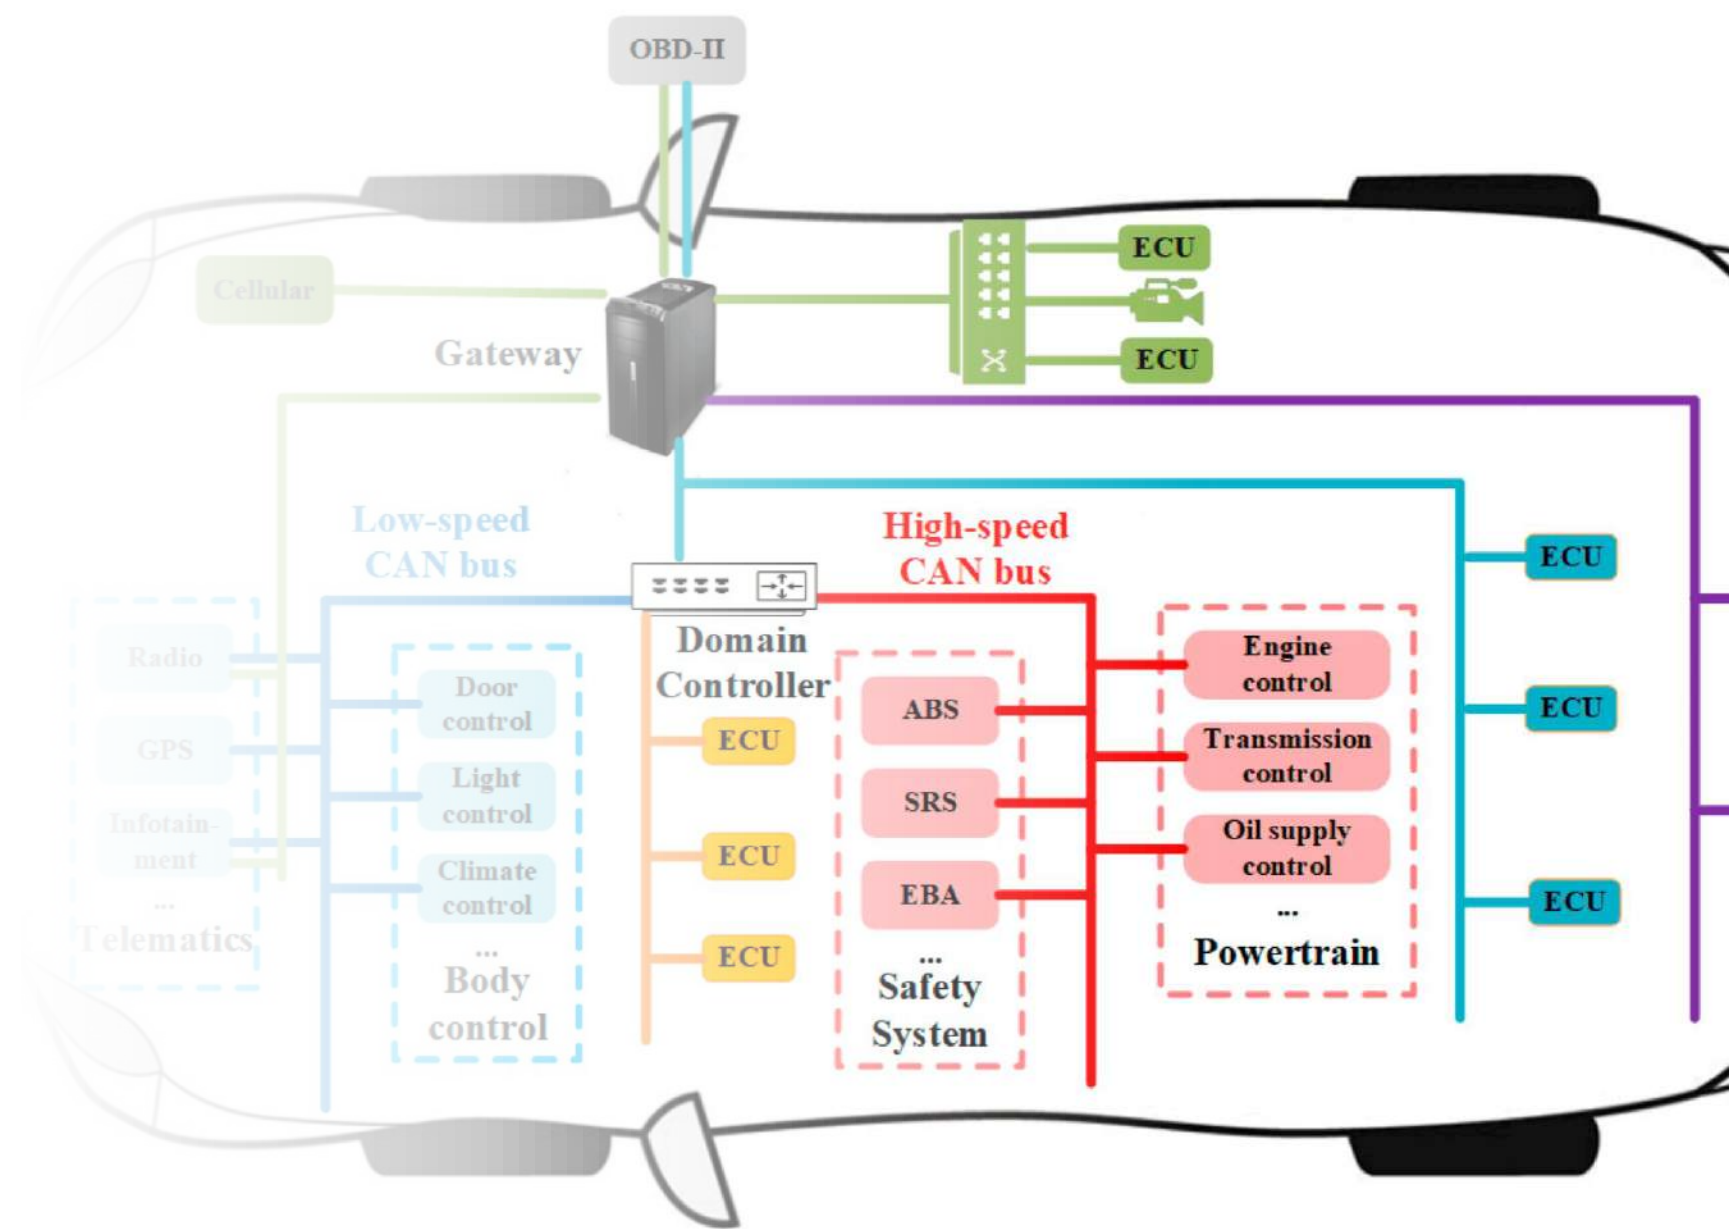 OBD-II
Cellular
Gateway
ECU
ECU
Low-speed
CAN bus
High-speed
CAN bus
Domain
Controller
Radio
GPS
Infotain-
ment
...
Telematics
Door
control
Light
control
Climate
control
...
Body
control
ECU
ECU
ECU
ABS
SRS
EBA
...
Safety
System
Engine
control
Transmission
control
Oil supply
control
...
Powertrain
ECU
ECU
ECU